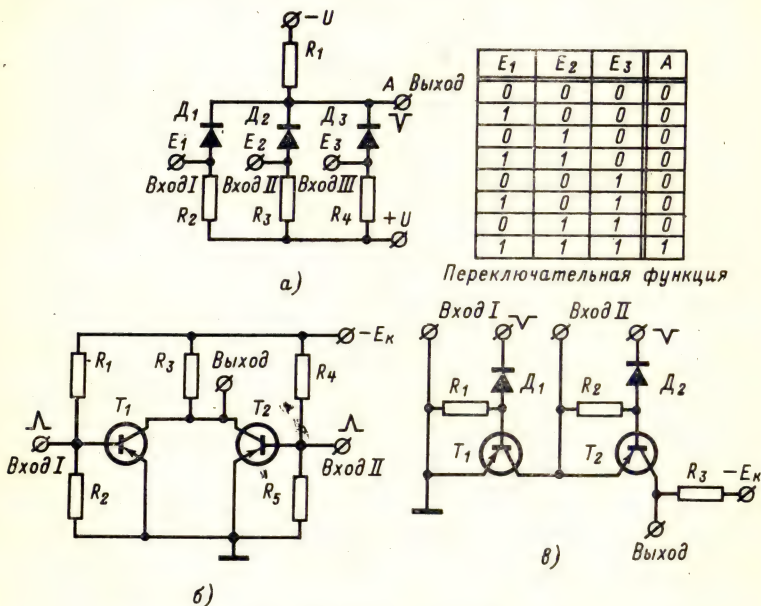 -U
R1
A Выход
Д1 Д2 Д3
E1 E2 E3
Вход I Вход II Вход III
R2 R3 R4 +U
а)
E1 E2 E3 A
0 0 0 0
1 0 0 0
0 1 0 0
1 1 0 0
0 0 1 0
1 0 1 0
0 1 1 0
1 1 1 1
Переключательная функция
-Eк
R1 R3 Выход R4
T1 T2
Вход I Вход II
R2 R5
б)
Вход I Вход II
R1 Д1 R2 Д2
T1 T2
R3 -Eк
Выход
в)